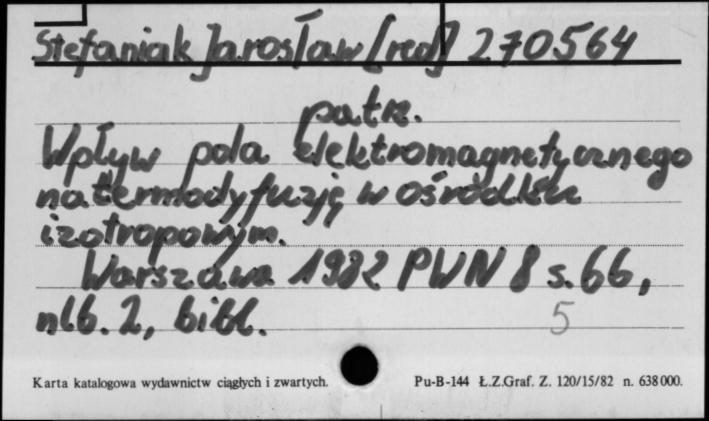 Stefaniak Jarosław [red] 270564
patrz.
Wpływ pola elektromagnetycznego
na termodyfuzję w ośrodku
izotropowym.
Warszawa 1982 PWN 8 s. 66,
nlb. 2, bibl. 5
Karta katalogowa wydawnictw ciągłych i zwartych. Pu-B-144 Ł.Z.Graf. Z. 120/15/82 n. 638000.